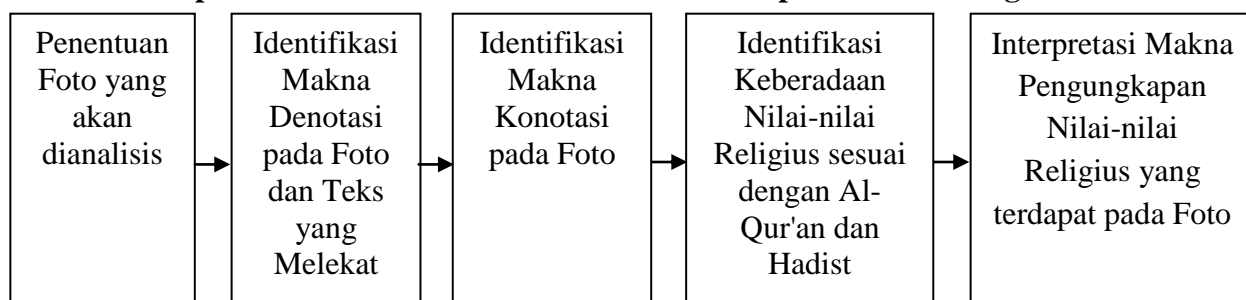 Penentuan
Foto yang
akan
dianalisis
Identifikasi
Makna
Denotasi
pada Foto
dan Teks
yang
Melekat
Identifikasi
Makna
Konotasi
pada Foto
Identifikasi
Keberadaan
Nilai-nilai
Religius sesuai
dengan Al-
Qur'an dan
Hadist
Interpretasi Makna
Pengungkapan
Nilai-nilai
Religius yang
terdapat pada Foto